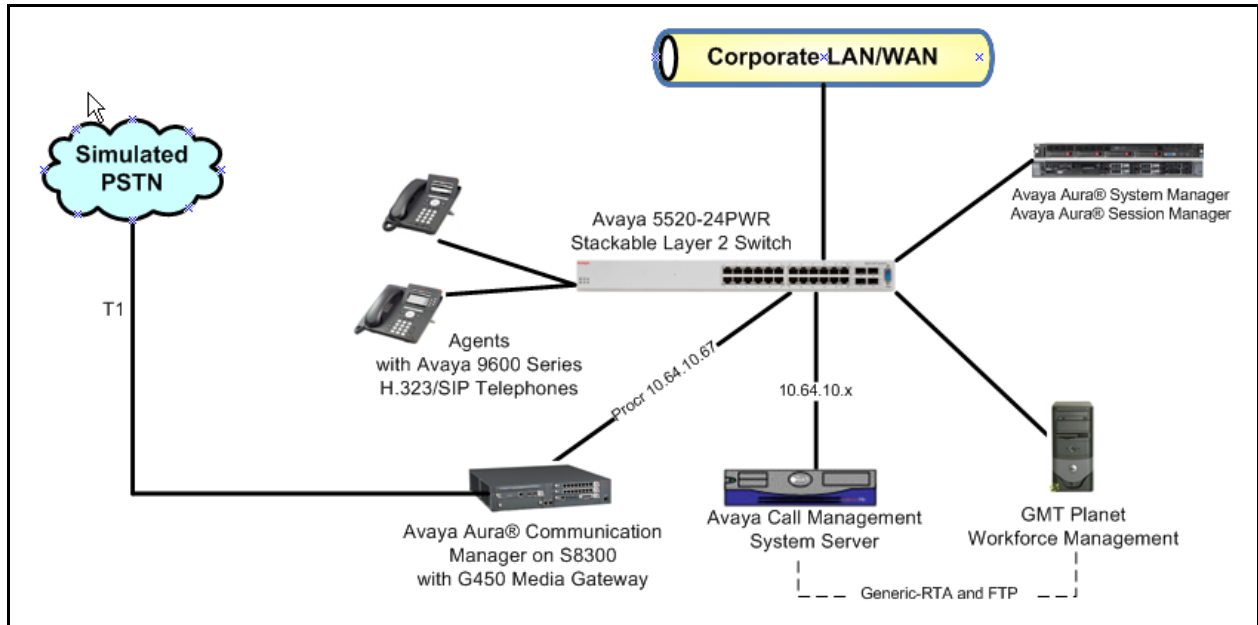 Corporate LAN/WAN
Simulated
PSTN
Avaya Aura® System Manager
Avaya Aura® Session Manager
Avaya 5520-24PWR
Stackable Layer 2 Switch
T1
Agents
with Avaya 9600 Series
H.323/SIP Telephones
Procr 10.64.10.67
10.64.10.x
Avaya Aura® Communication
Manager on S8300
with G450 Media Gateway
Avaya Call Management
System Server
GMT Planet
Workforce Management
Generic-RTA and FTP